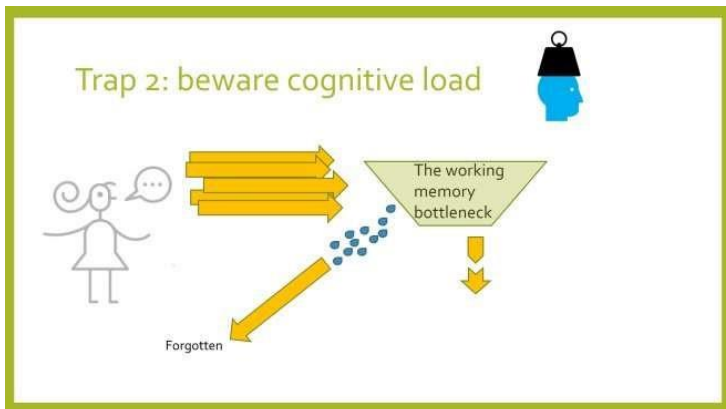 Trap 2: beware cognitive load
The working
memory
bottleneck
Forgotten